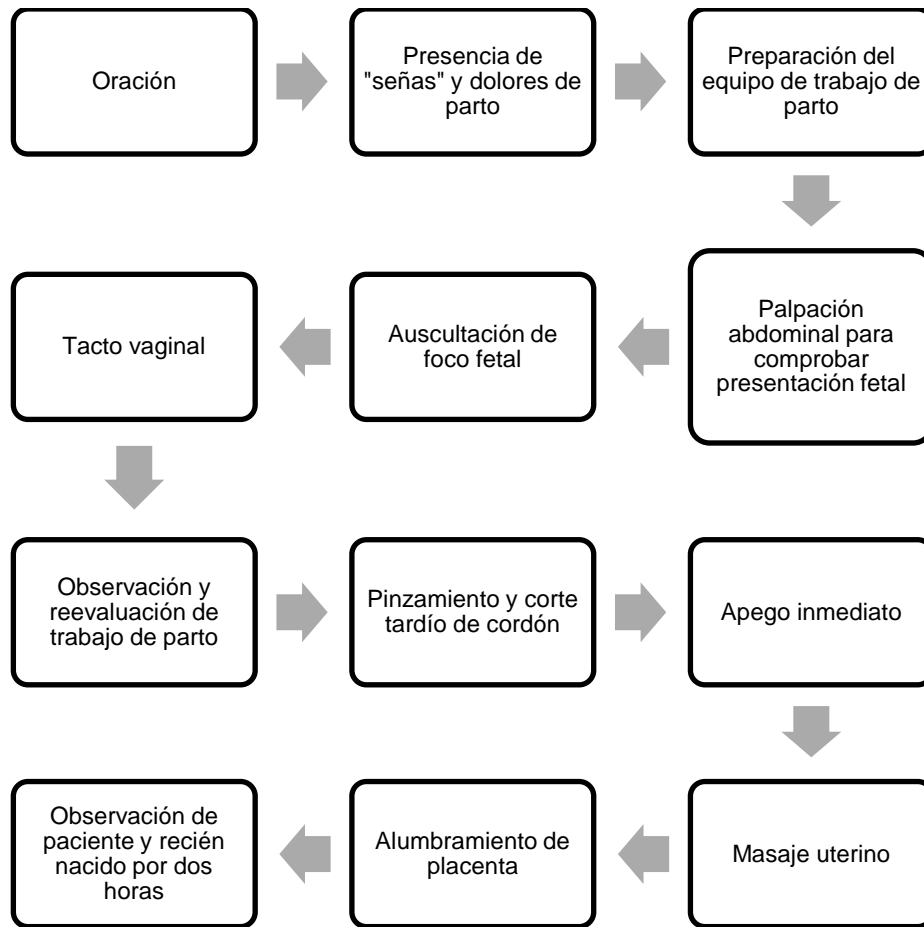 Oración
Presencia de
"señas" y dolores de
parto
Preparación del
equipo de trabajo de
parto
Palpación
abdominal para
comprobar
presentación fetal
Auscultación de
foco fetal
Tacto vaginal
Observación y
reevaluación de
trabajo de parto
Pinzamiento y corte
tardío de cordón
Apego inmediato
Masaje uterino
Alumbramiento de
placenta
Observación de
paciente y recién
nacido por dos
horas